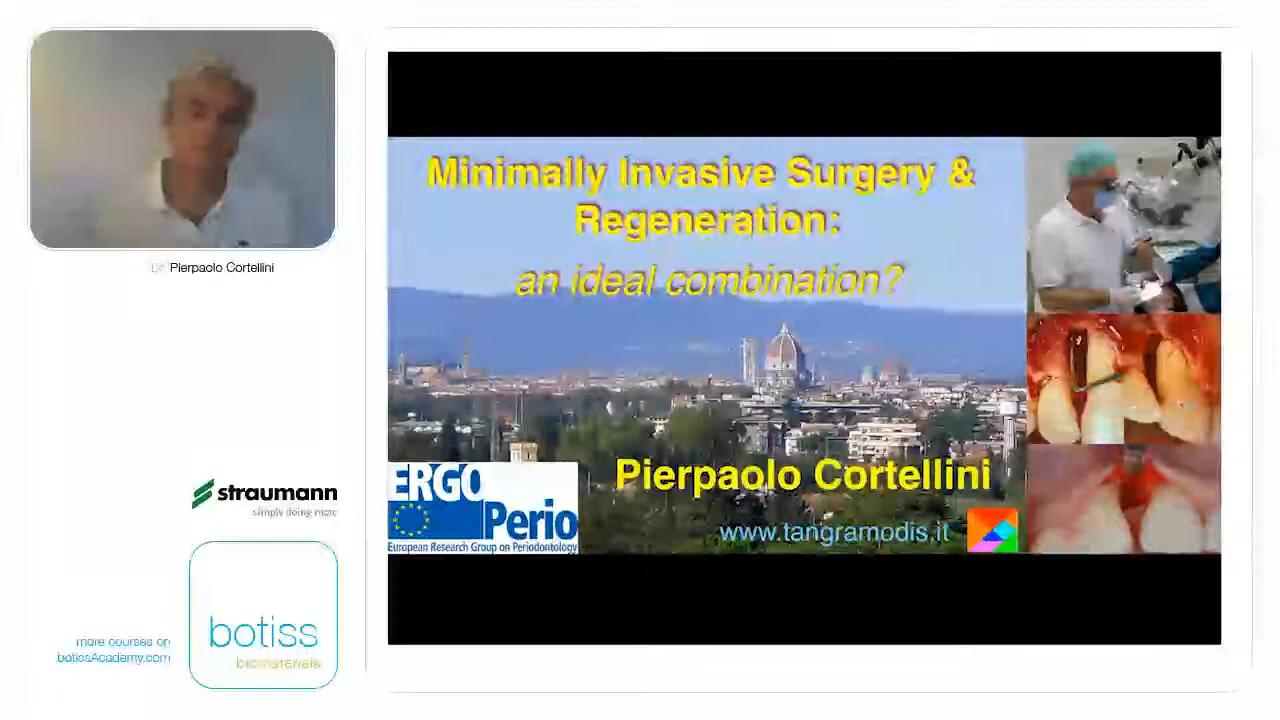 Dr. Pierpaolo Cortellini
straumann
simply doing more
more courses on
botissAcademy.com
botiss
biomaterials
Minimally Invasive Surgery &
Regeneration:
an ideal combination?
Pierpaolo Cortellini
www.tangramodis.it
ERGO
Perio
European Research Group on Periodontology